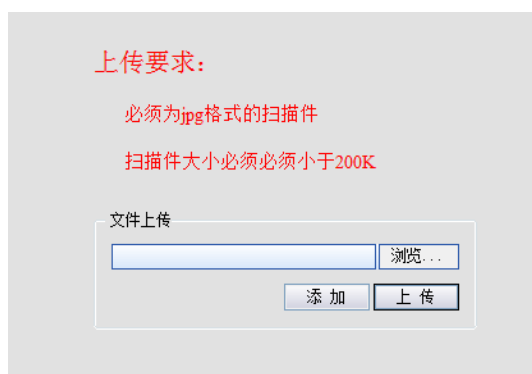 上传要求：
必须为jpg格式的扫描件
扫描件大小必须必须小于200K
文件上传
浏览...
添 加
上 传